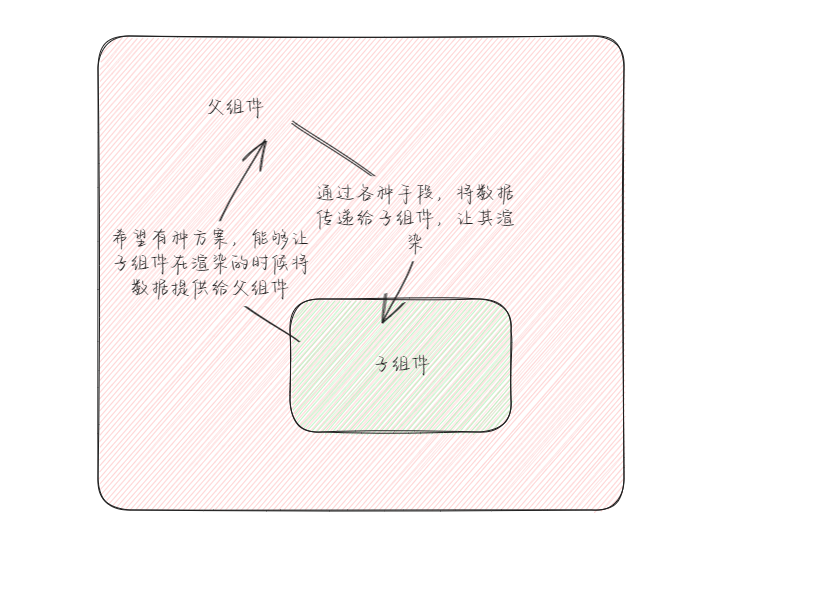 父组件
通过各种手段，将数据
传递给子组件，让其渲
染
希望有种方案，能够让
子组件在渲染的时候将
数据提供给父组件
子组件